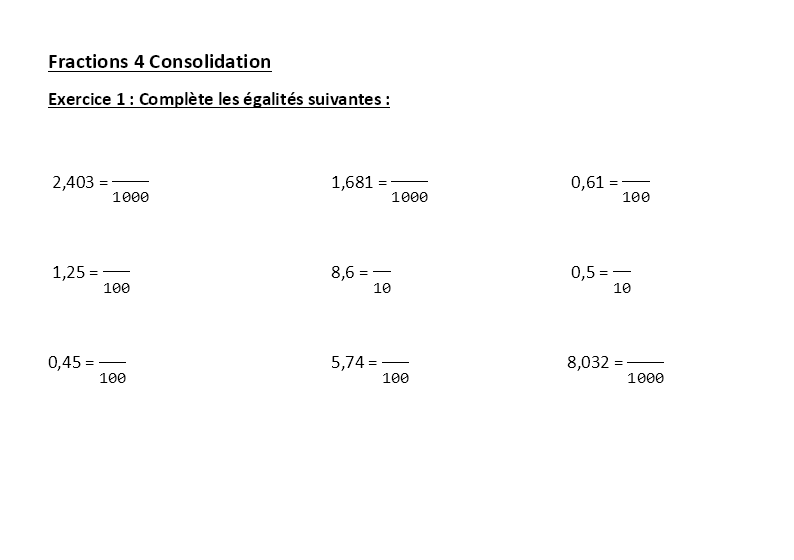 Fractions 4 Consolidation
Exercice 1 : Complète les égalités suivantes :
2,403 = ―/1000 1,681 = ―/1000 0,61 = ―/100
1,25 = ―/100 8,6 = ―/10 0,5 = ―/10
0,45 = ―/100 5,74 = ―/100 8,032 = ―/1000